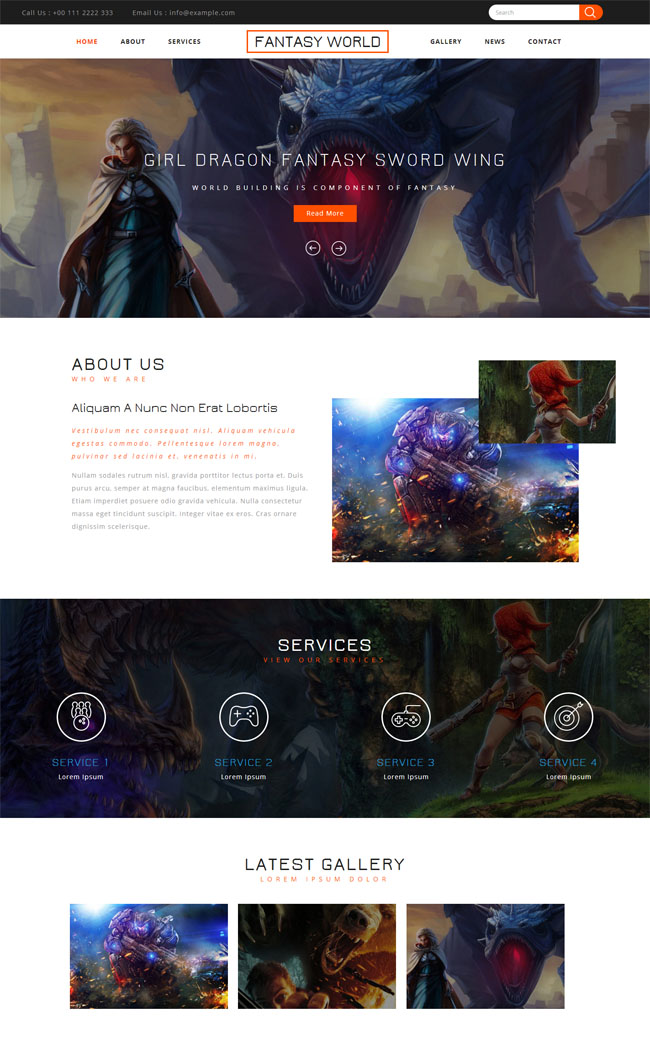 Call Us : +00 111 2222 333 Email Us : info@example.com Search
HOME ABOUT SERVICES FANTASY WORLD GALLERY NEWS CONTACT
GIRL DRAGON FANTASY SWORD WING
WORLD BUILDING IS COMPONENT OF FANTASY
Read More
ABOUT US
WHO WE ARE
Aliquam A Nunc Non Erat Lobortis
Vestibulum nec consequat nisl. Aliquam vehicula
egestas commodo. Pellentesque lorem magna,
pulvinar sed lacinia et, venenatis in mi.
Nullam sodales rutrum nisl, gravida porttitor lectus porta et. Duis
purus arcu, semper at magna faucibus, elementum maximus ligula.
Etiam imperdiet posuere odio gravida vehicula. Nulla consectetur
massa eget tincidunt suscipit. Integer vitae ex eros. Cras ornare
dignissim scelerisque.
SERVICES
VIEW OUR SERVICES
SERVICE 1 SERVICE 2 SERVICE 3 SERVICE 4
Lorem Ipsum Lorem Ipsum Lorem Ipsum Lorem Ipsum
LATEST GALLERY
LOREM IPSUM DOLOR